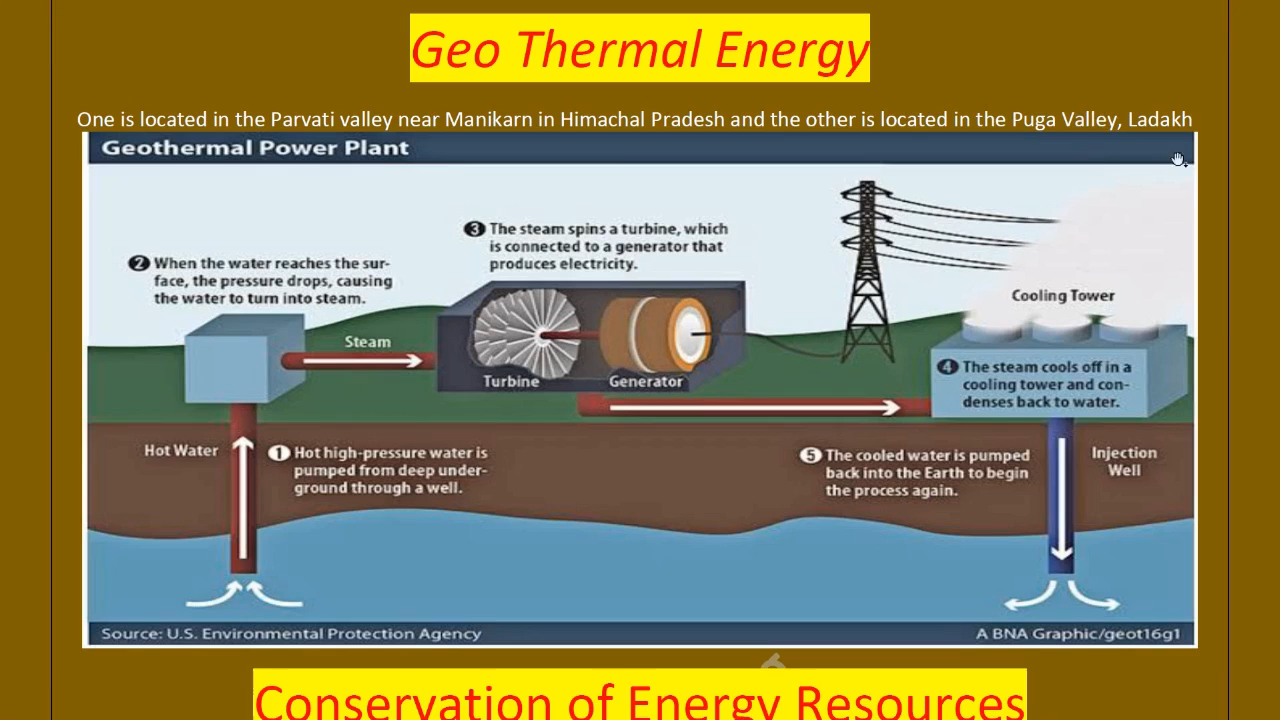 Geo Thermal Energy
One is located in the Parvati valley near Manikarn in Himachal Pradesh and the other is located in the Puga Valley, Ladakh
Geothermal Power Plant
❷ When the water reaches the sur-
face, the pressure drops, causing
the water to turn into steam.
❸ The steam spins a turbine, which
is connected to a generator that
produces electricity.
Cooling Tower
Steam
Turbine
Generator
❹ The steam cools off in a
cooling tower and con-
denses back to water.
Hot Water
❶ Hot high-pressure water is
pumped from deep under-
ground through a well.
❺ The cooled water is pumped
back into the Earth to begin
the process again.
Injection
Well
Source: U.S. Environmental Protection Agency
A BNA Graphic/geot16g1
Conservation of Energy Resources